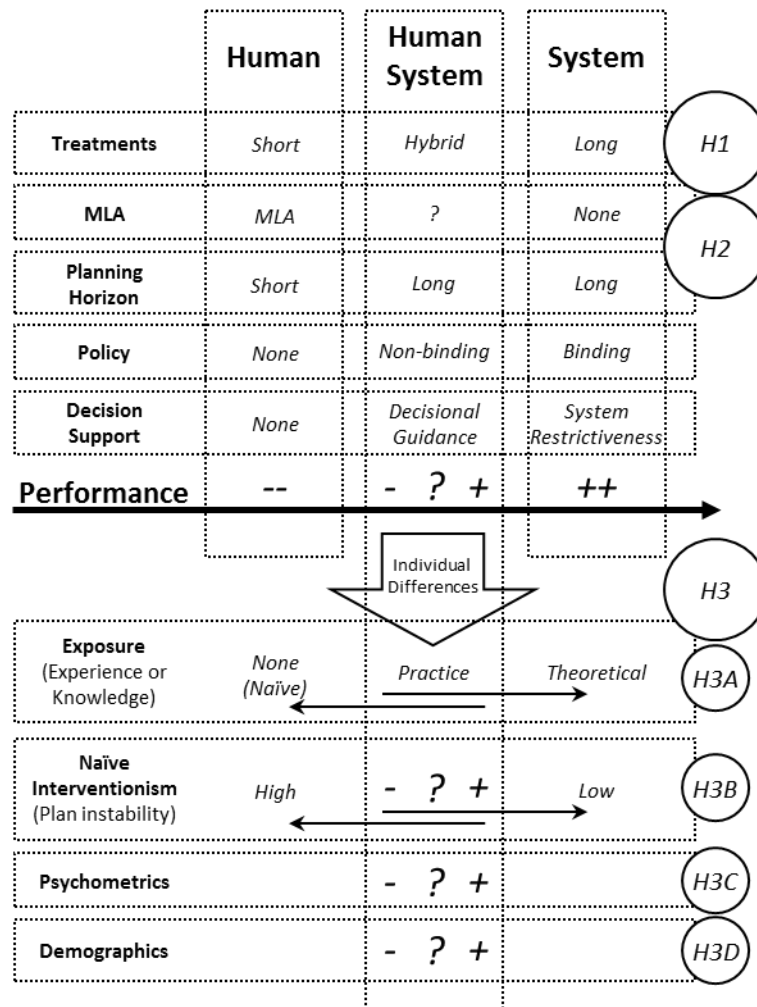 Human
Human
System
System
Treatments
Short
Hybrid
Long
H1
MLA
MLA
?
None
H2
Planning
Horizon
Short
Long
Long
Policy
None
Non-binding
Binding
Decision
Support
None
Decisional
Guidance
System
Restrictiveness
Performance
--
- ? +
++
Individual
Differences
H3
Exposure
(Experience or
Knowledge)
None
(Naïve)
Practice
Theoretical
H3A
Naïve
Interventionism
(Plan instability)
High
- ? +
Low
H3B
Psychometrics
- ? +
H3C
Demographics
- ? +
H3D